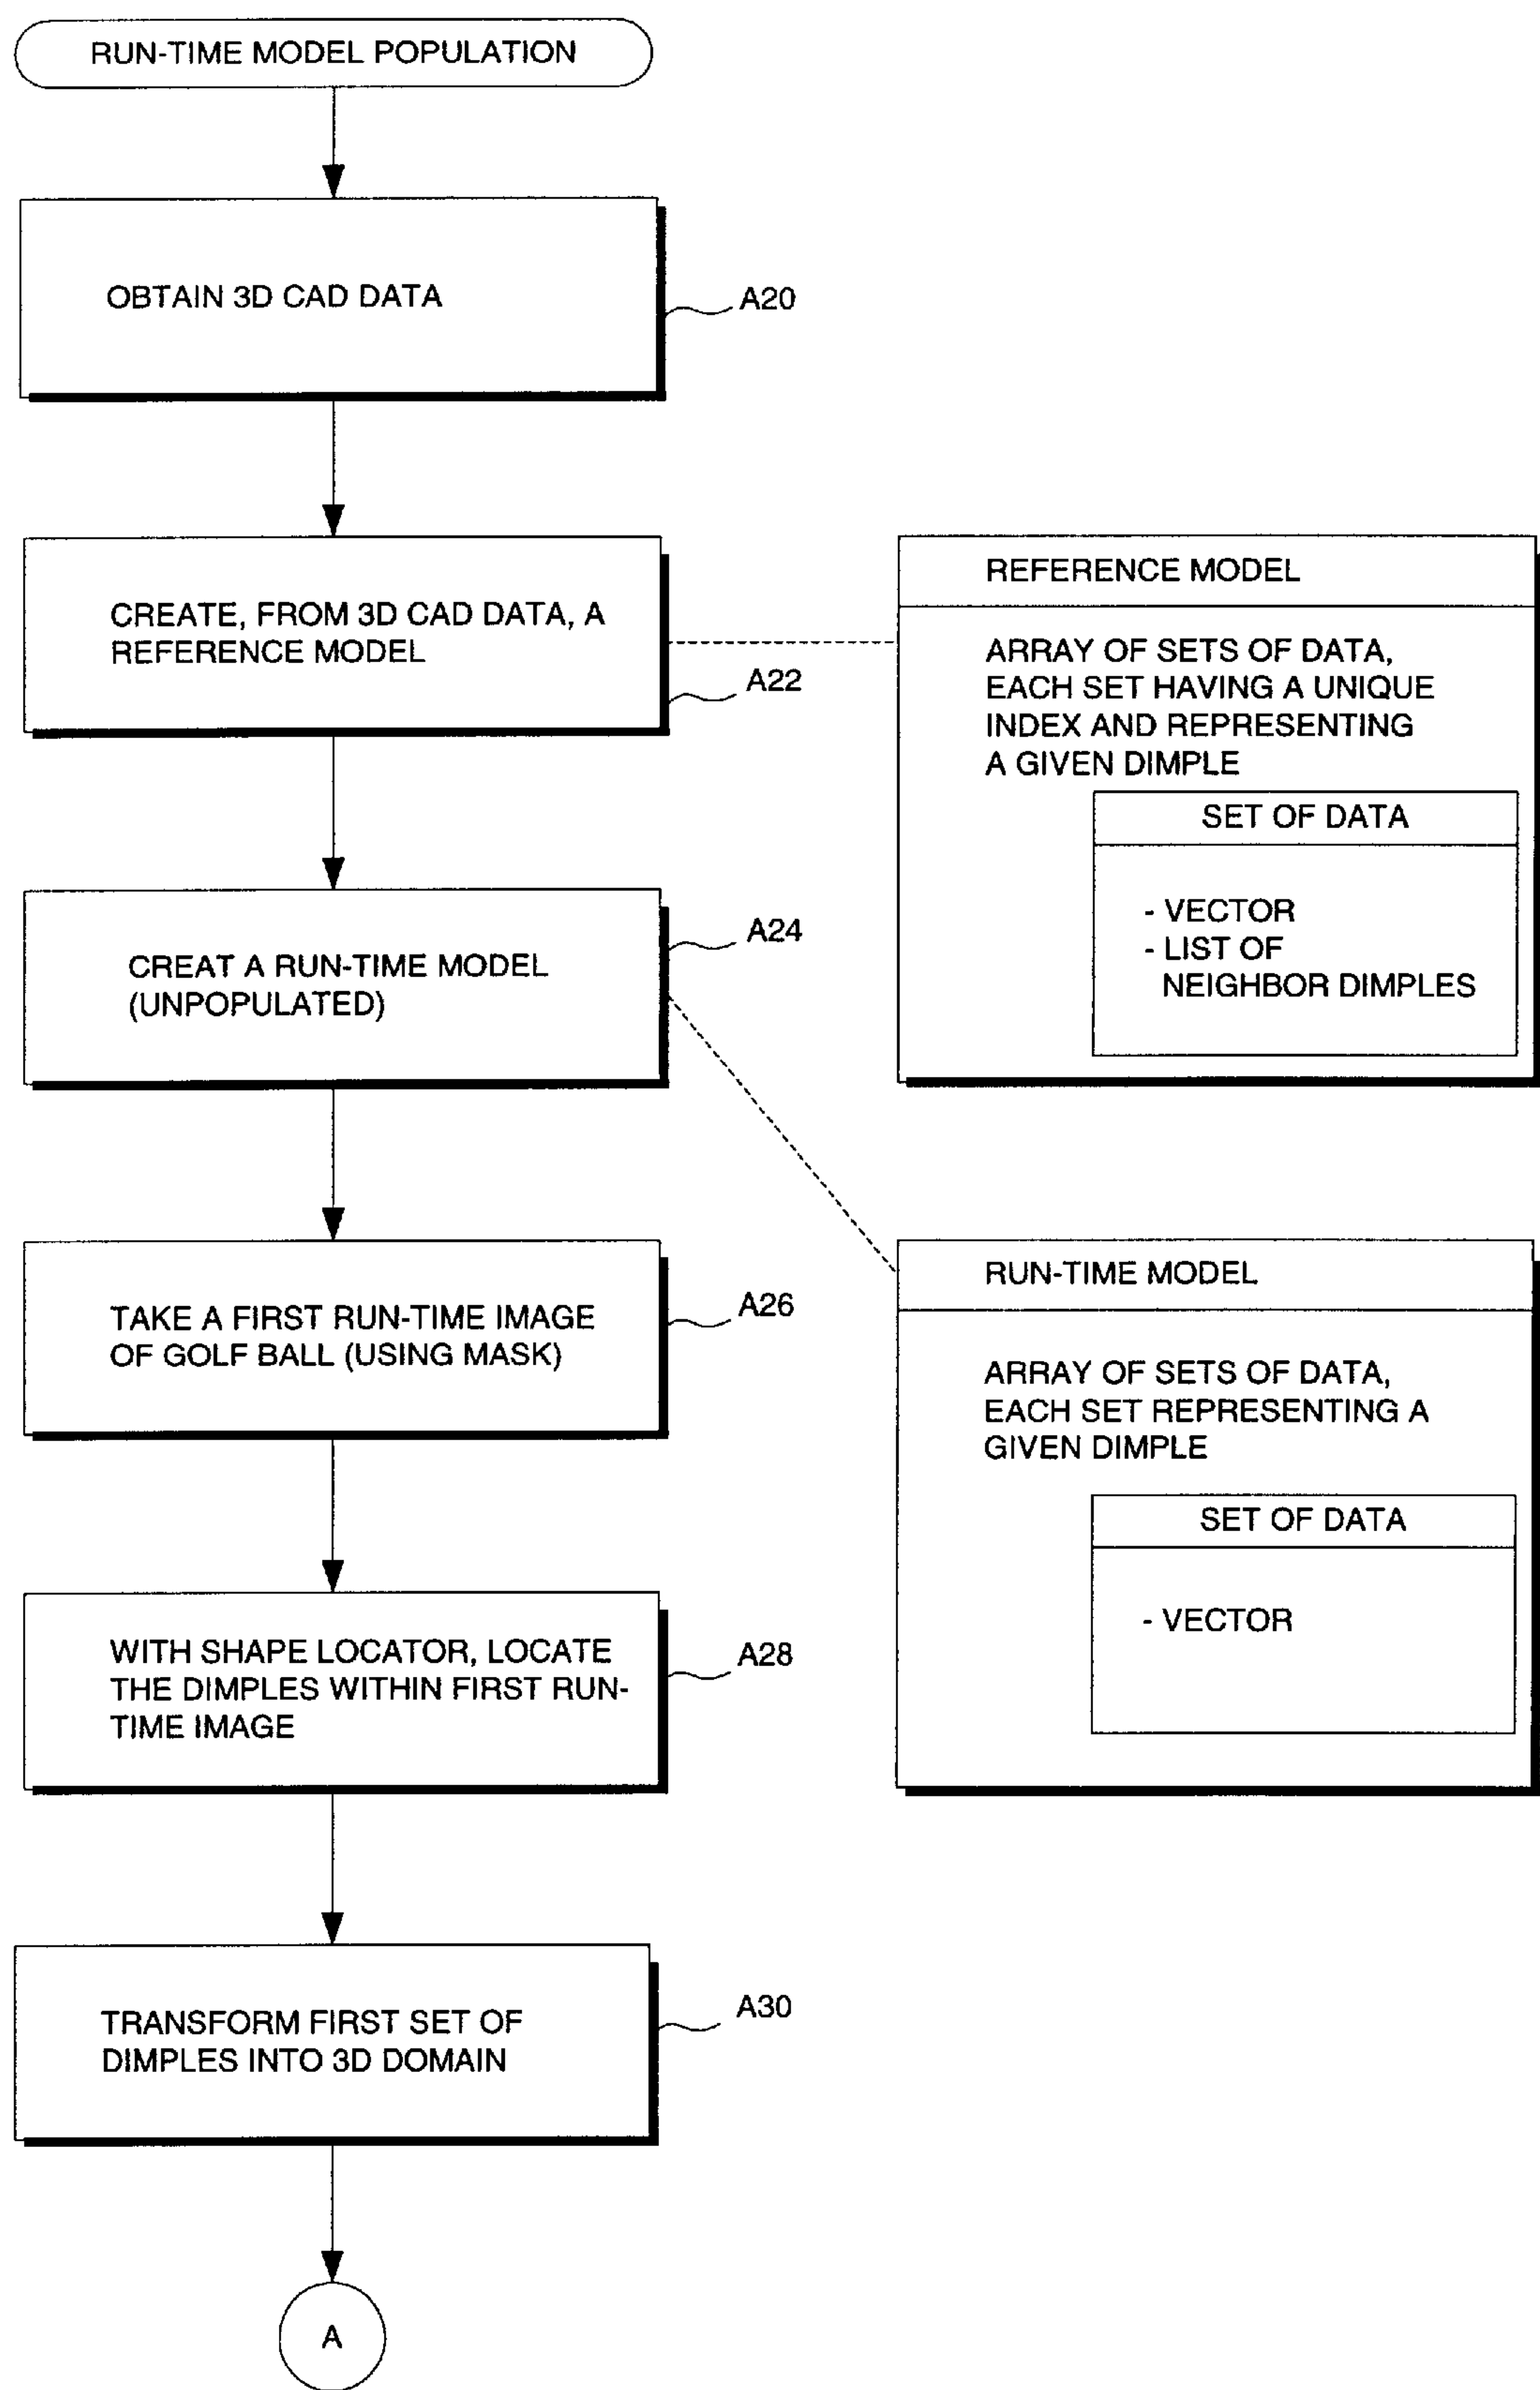 RUN-TIME MODEL POPULATION
OBTAIN 3D CAD DATA
A20
CREATE, FROM 3D CAD DATA, A
REFERENCE MODEL
A22
REFERENCE MODEL
ARRAY OF SETS OF DATA,
EACH SET HAVING A UNIQUE
INDEX AND REPRESENTING
A GIVEN DIMPLE
SET OF DATA
- VECTOR
- LIST OF
NEIGHBOR DIMPLES
CREAT A RUN-TIME MODEL
(UNPOPULATED)
A24
TAKE A FIRST RUN-TIME IMAGE
OF GOLF BALL (USING MASK)
A26
RUN-TIME MODEL
ARRAY OF SETS OF DATA,
EACH SET REPRESENTING A
GIVEN DIMPLE
SET OF DATA
- VECTOR
WITH SHAPE LOCATOR, LOCATE
THE DIMPLES WITHIN FIRST RUN-
TIME IMAGE
A28
TRANSFORM FIRST SET OF
DIMPLES INTO 3D DOMAIN
A30
A